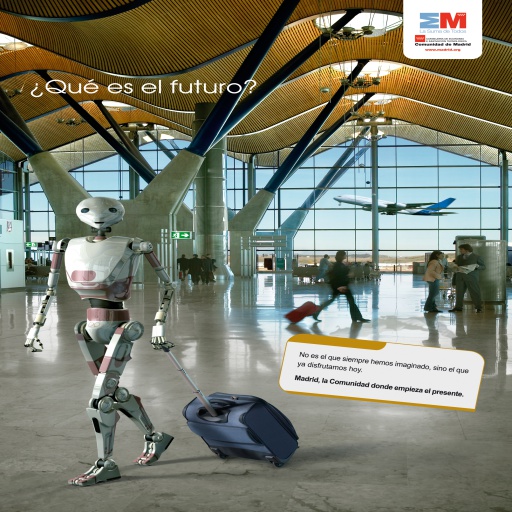 EM
La Suma de Todos
Comunidad de Madrid
www.madrid.org
¿Qué es el futuro?
No es el que siempre hemos imaginado, sino el que
ya disfrutamos hoy.
Madrid, la Comunidad donde empieza el presente.